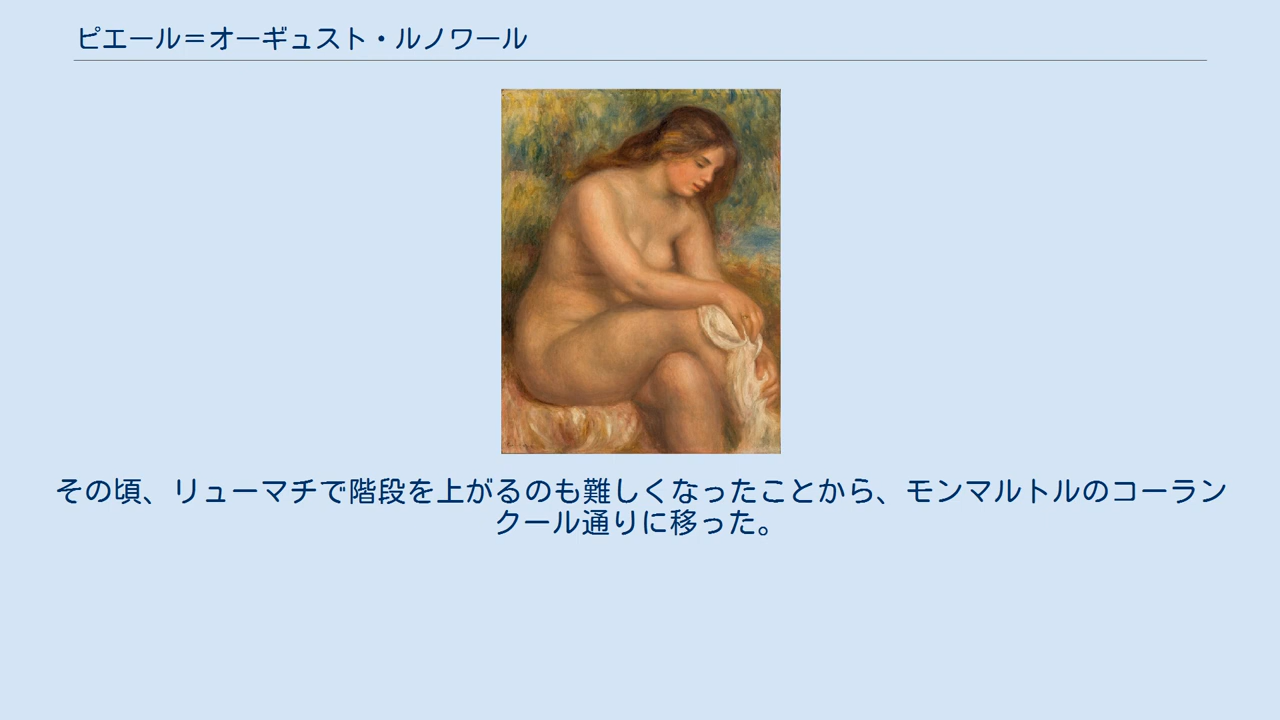 ピエール＝オーギュスト・ルノワール
その頃、リューマチで階段を上がるのも難しくなったことから、モンマルトルのコーラン
クール通りに移った。